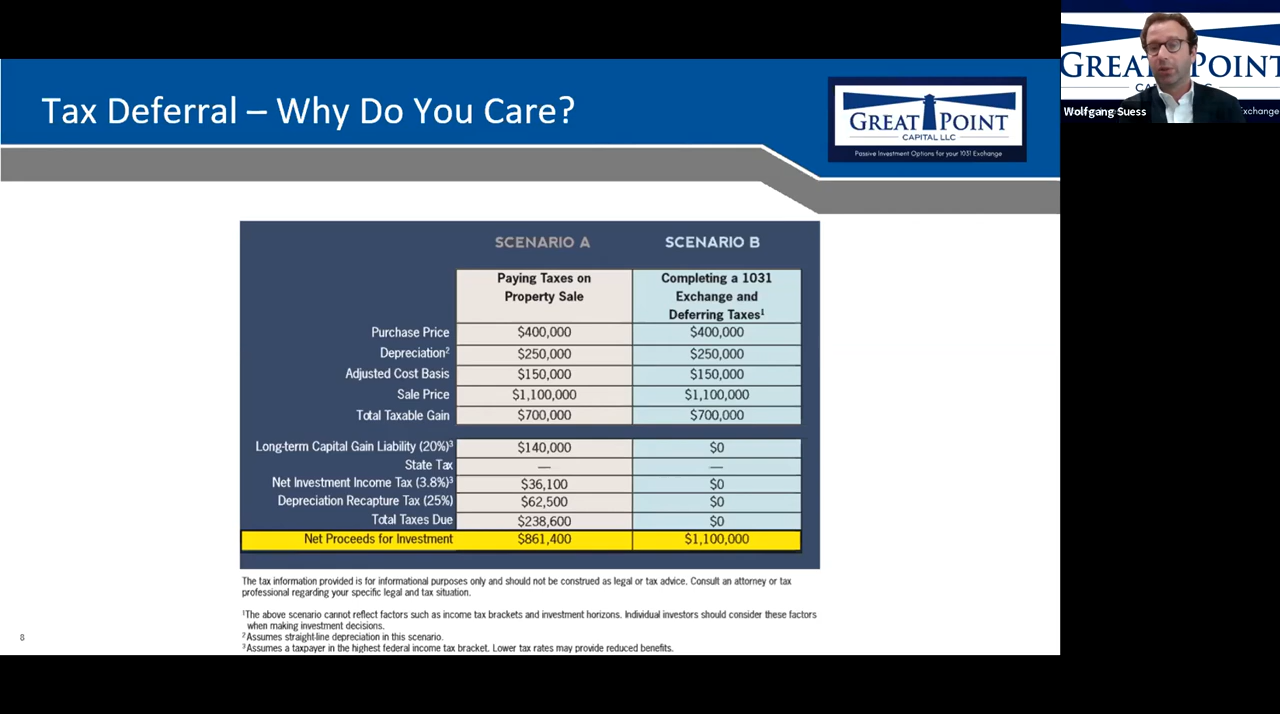 Tax Deferral – Why Do You Care?
GREAT POINT
CAPITAL LLC
Passive Investment Options for your 1031 Exchange
GREAT POINT
CA
Wolfgang Suess
Exchange
SCENARIO A SCENARIO B
Paying Taxes on Property Sale Completing a 1031 Exchange and Deferring Taxes¹
Purchase Price $400,000 $400,000
Depreciation² $250,000 $250,000
Adjusted Cost Basis $150,000 $150,000
Sale Price $1,100,000 $1,100,000
Total Taxable Gain $700,000 $700,000
Long-term Capital Gain Liability (20%)³ $140,000 $0
State Tax — —
Net Investment Income Tax (3.8%)³ $36,100 $0
Depreciation Recapture Tax (25%) $62,500 $0
Total Taxes Due $238,600 $0
Net Proceeds for Investment $861,400 $1,100,000
The tax information provided is for informational purposes only and should not be construed as legal or tax advice. Consult an attorney or tax
professional regarding your specific legal and tax situation.
¹The above scenario cannot reflect factors such as income tax brackets and investment horizons. Individual investors should consider these factors
when making investment decisions.
²Assumes straight-line depreciation in this scenario.
³Assumes a taxpayer in the highest federal income tax bracket. Lower tax rates may provide reduced benefits.
8